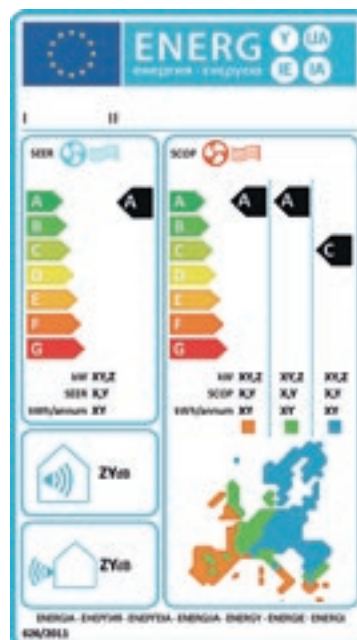 ENERG Y UA
енергия · ενεργεια IE IA
I II
SEER
A A
B
C
D
E
F
G
kW XY,Z
SEER X,Y
kWh/annum XY
SCOP
A A A
B
C C
D
E
F
G
kW XY,Z XY,Z XY,Z
SCOP X,Y X,Y X,Y
kWh/annum XY XY XY
ZYdB
ZYdB
ENERGIA · ЕНЕРГИЯ · ΕΝΕΡΓΕΙΑ · ENERGIJA · ENERGY · ENERGIE · ENERGI
626/2011